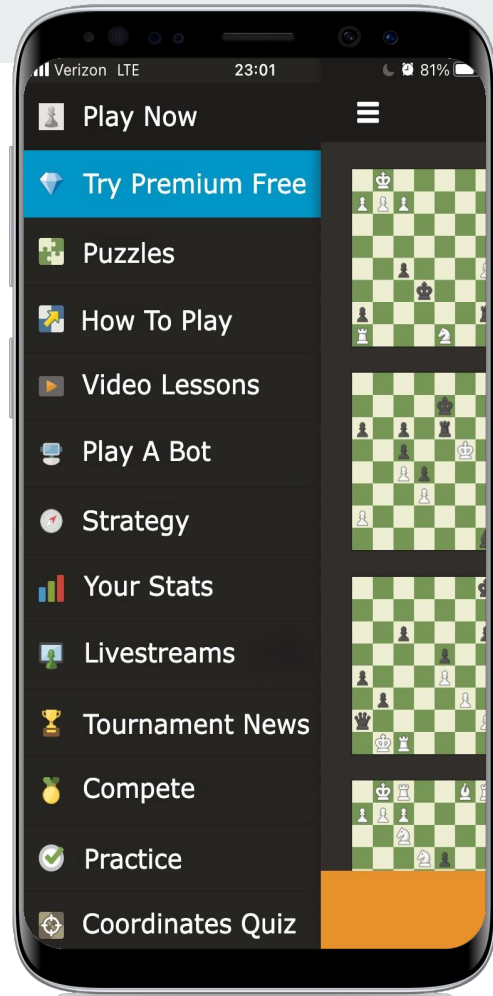 Verizon LTE 23:01 81%
Play Now
Try Premium Free
Puzzles
How To Play
Video Lessons
Play A Bot
Strategy
Your Stats
Livestreams
Tournament News
Compete
Practice
Coordinates Quiz